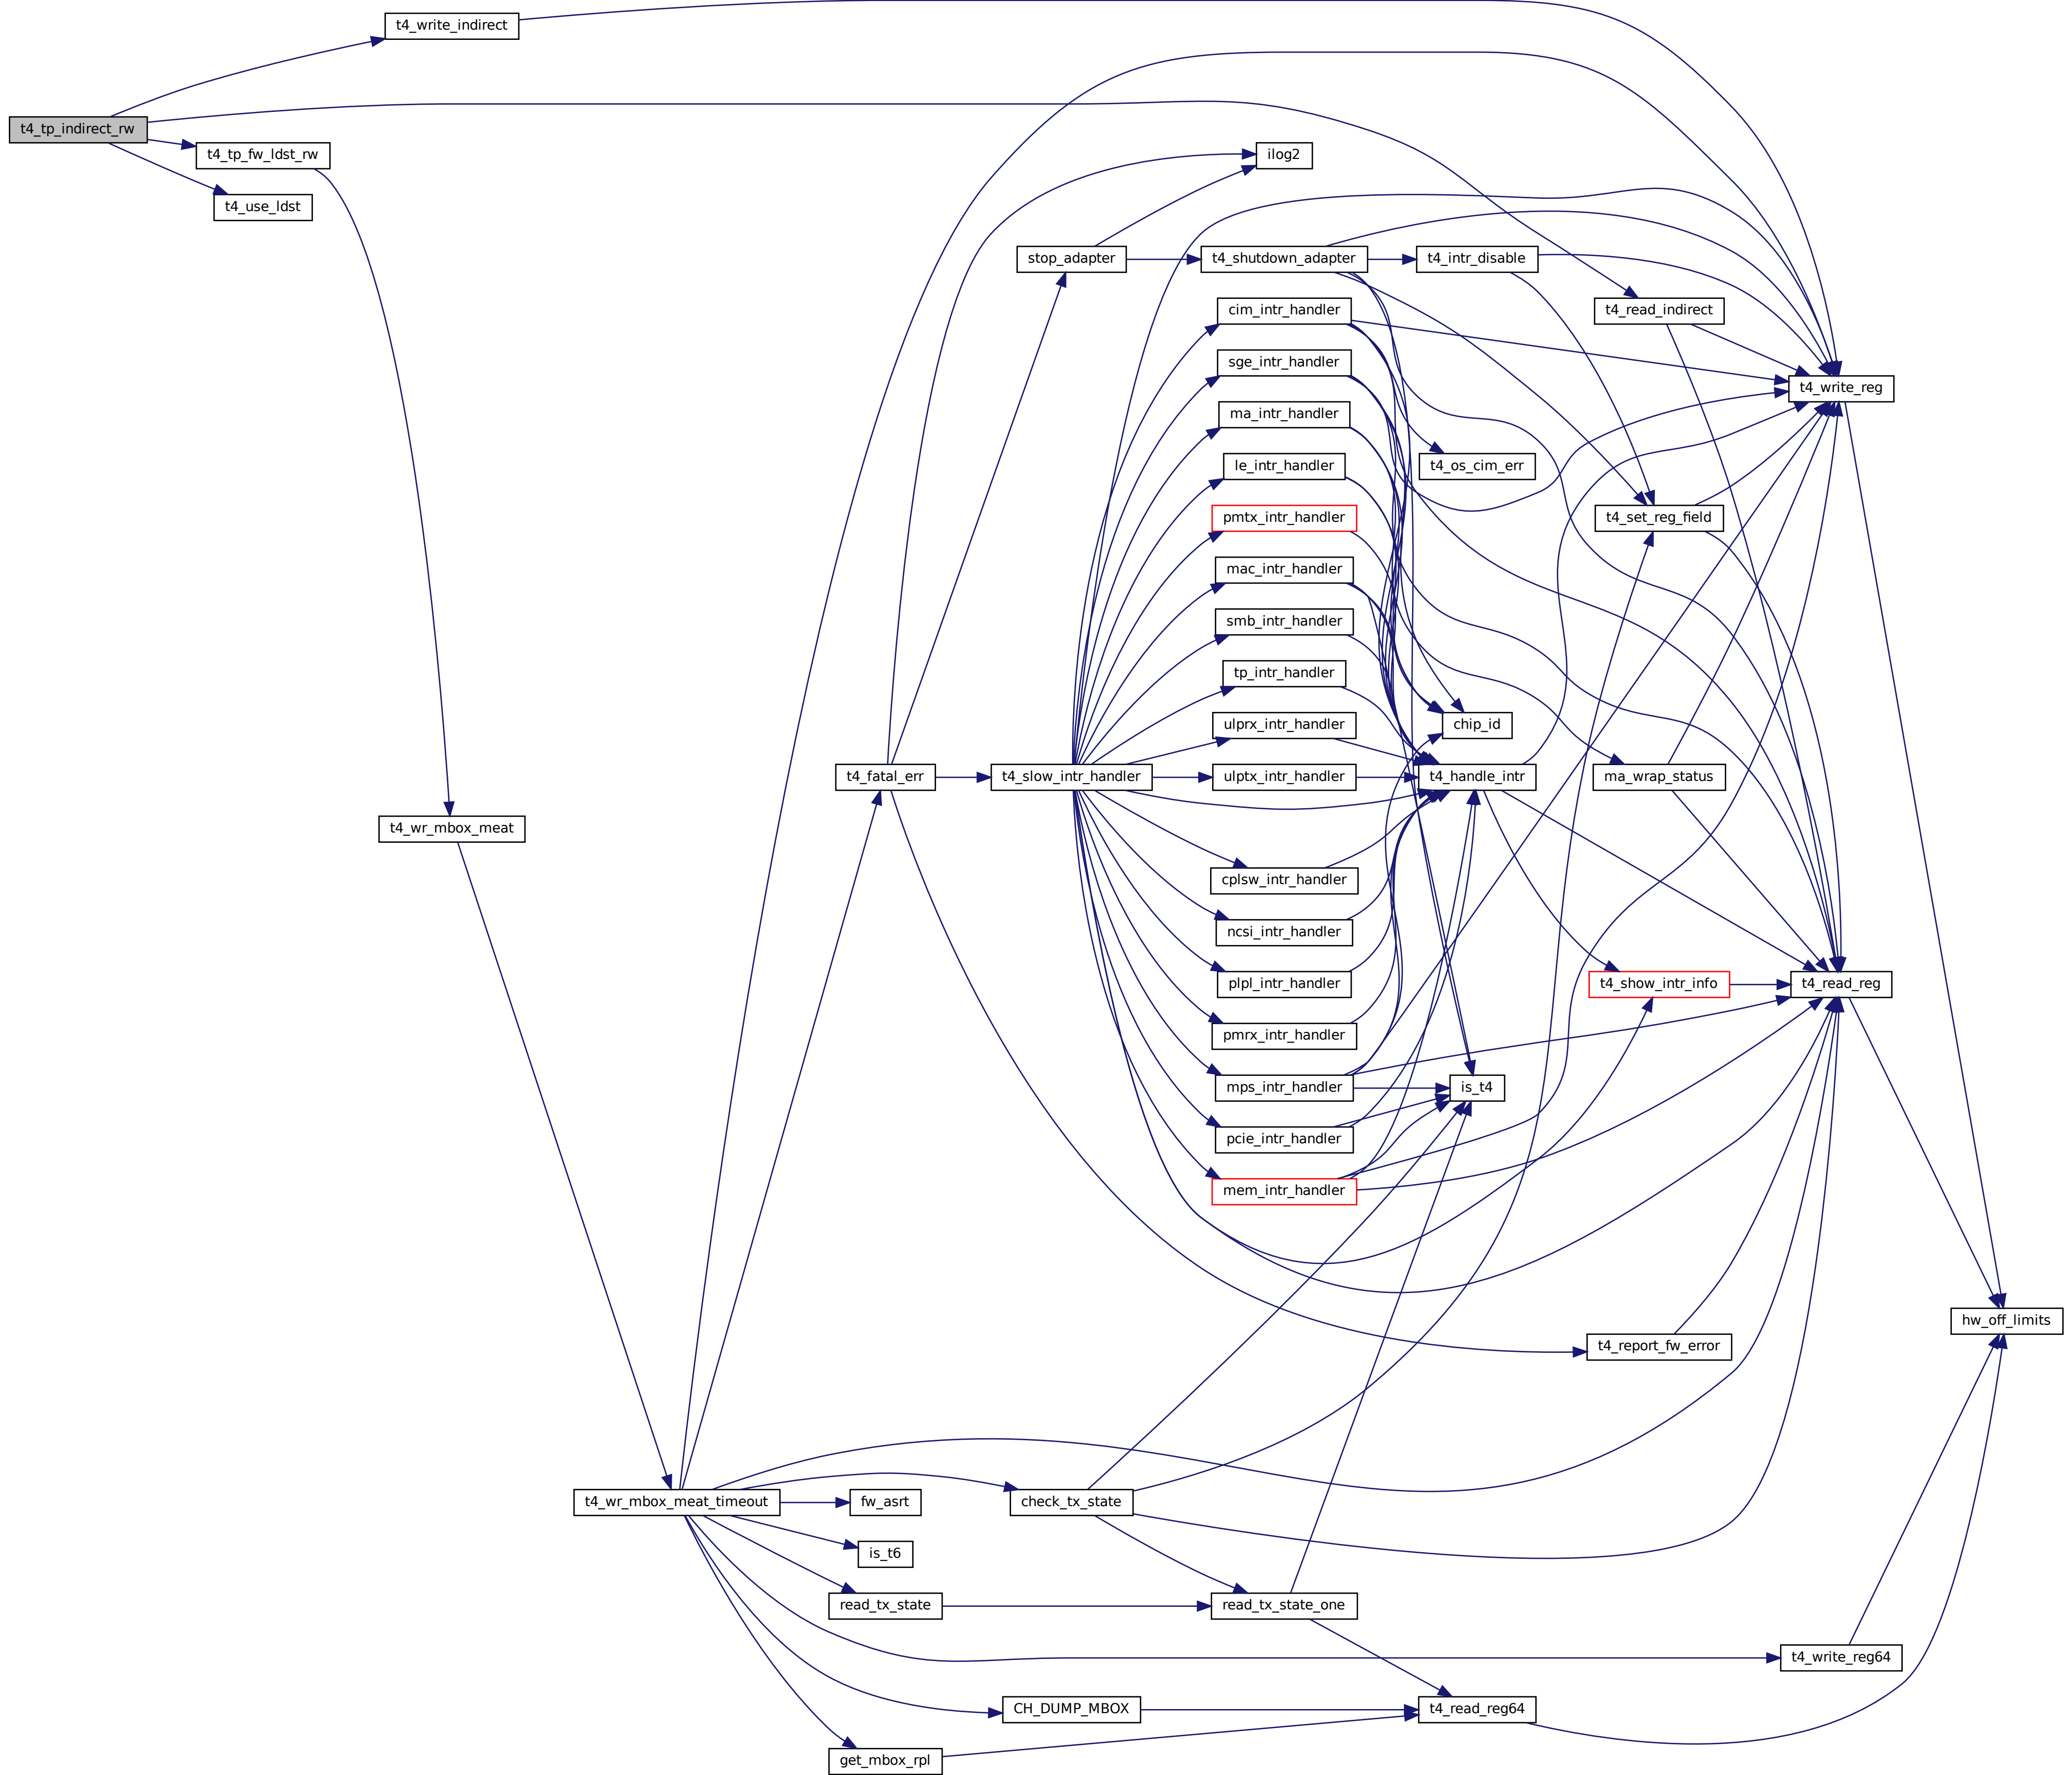 t4_write_indirect
t4_tp_indirect_rw
t4_tp_fw_ldst_rw
ilog2
t4_use_ldst
stop_adapter
t4_shutdown_adapter
t4_intr_disable
cim_intr_handler
t4_read_indirect
sge_intr_handler
t4_write_reg
ma_intr_handler
le_intr_handler
t4_os_cim_err
pmtx_intr_handler
t4_set_reg_field
mac_intr_handler
smb_intr_handler
tp_intr_handler
ulprx_intr_handler
chip_id
t4_fatal_err
t4_slow_intr_handler
ulptx_intr_handler
t4_handle_intr
ma_wrap_status
t4_wr_mbox_meat
cplsw_intr_handler
ncsi_intr_handler
plpl_intr_handler
t4_show_intr_info
t4_read_reg
pmrx_intr_handler
mps_intr_handler
is_t4
pcie_intr_handler
mem_intr_handler
hw_off_limits
t4_report_fw_error
t4_wr_mbox_meat_timeout
fw_asrt
check_tx_state
is_t6
read_tx_state
read_tx_state_one
t4_write_reg64
CH_DUMP_MBOX
t4_read_reg64
get_mbox_rpl